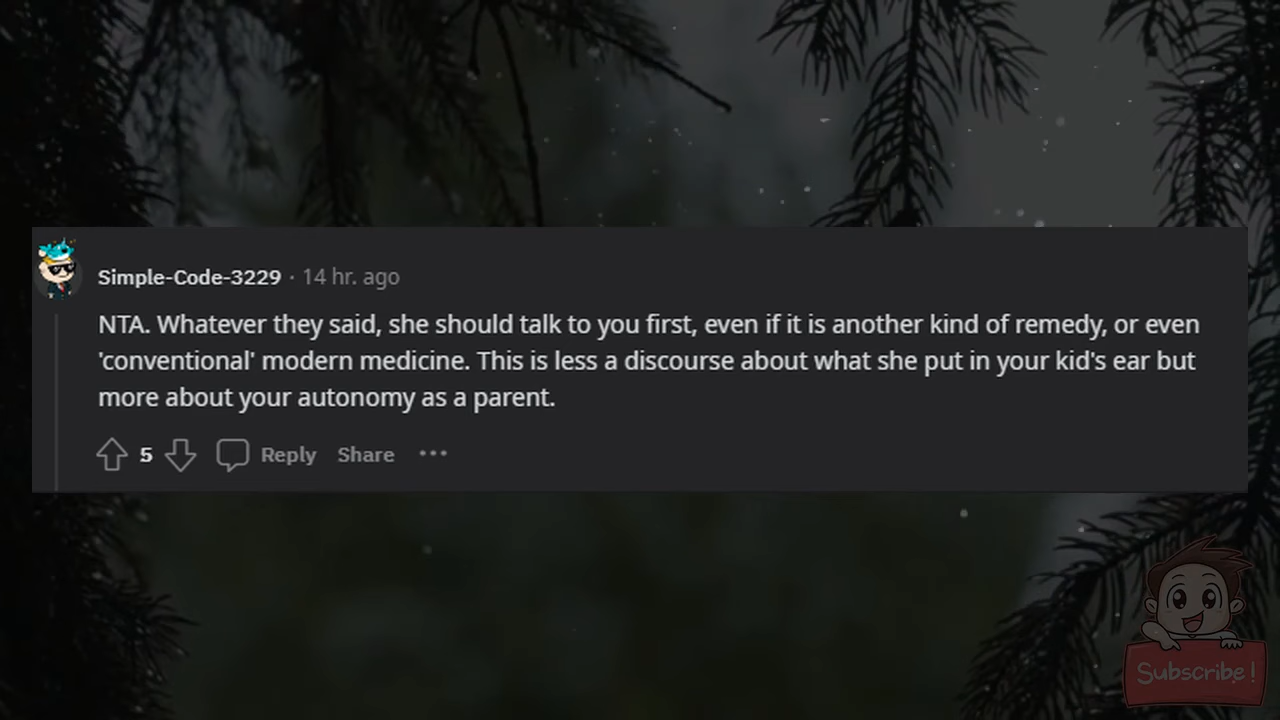 Simple-Code-3229 · 14 hr. ago
NTA. Whatever they said, she should talk to you first, even if it is another kind of remedy, or even
'conventional' modern medicine. This is less a discourse about what she put in your kid's ear but
more about your autonomy as a parent.
5 Reply Share ···
Subscribe!